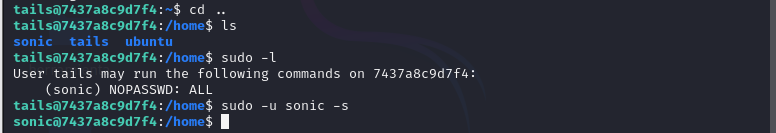 tails@7437a8c9d7f4:~$ cd ..
tails@7437a8c9d7f4:/home$ ls
sonic  tails  ubuntu
tails@7437a8c9d7f4:/home$ sudo -l
User tails may run the following commands on 7437a8c9d7f4:
    (sonic) NOPASSWD: ALL
tails@7437a8c9d7f4:/home$ sudo -u sonic -s
sonic@7437a8c9d7f4:/home$